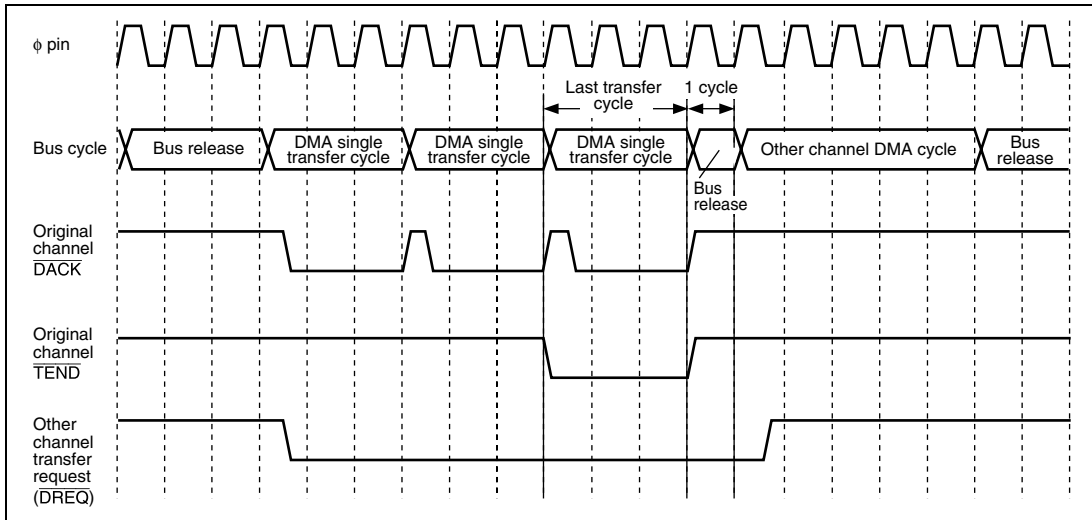 φ pin
Last transfer
cycle
1 cycle
Bus cycle
Bus release
DMA single
transfer cycle
DMA single
transfer cycle
DMA single
transfer cycle
Bus
release
Other channel DMA cycle
Bus
release
Original
channel
DACK
Original
channel
TEND
Other
channel
transfer
request
(DREQ)